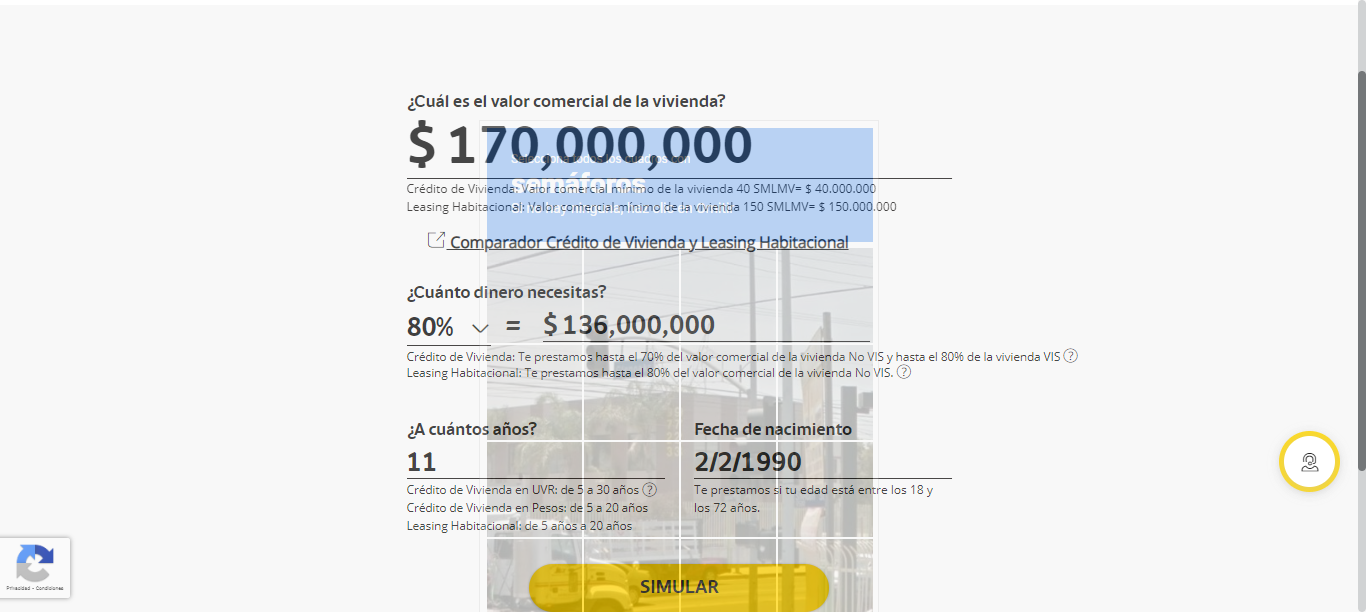 ¿Cuál es el valor comercial de la vivienda?
$ 170,000,000
Selecciona todos los cuadros con
semáforos
Crédito de Vivienda: Valor comercial mínimo de la vivienda 40 SMLMV= $ 40.000.000
Leasing Habitacional: Valor comercial mínimo de la vivienda 150 SMLMV= $ 150.000.000
Comparador Crédito de Vivienda y Leasing Habitacional
¿Cuánto dinero necesitas?
80% = $ 136,000,000
Crédito de Vivienda: Te prestamos hasta el 70% del valor comercial de la vivienda No VIS y hasta el 80% de la vivienda VIS ?
Leasing Habitacional: Te prestamos hasta el 80% del valor comercial de la vivienda No VIS. ?
¿A cuántos años?
11
Crédito de Vivienda en UVR: de 5 a 30 años ?
Crédito de Vivienda en Pesos: de 5 a 20 años
Leasing Habitacional: de 5 años a 20 años
Fecha de nacimiento
2/2/1990
Te prestamos si tu edad está entre los 18 y
los 72 años.
SIMULAR
Privacidad - Condiciones